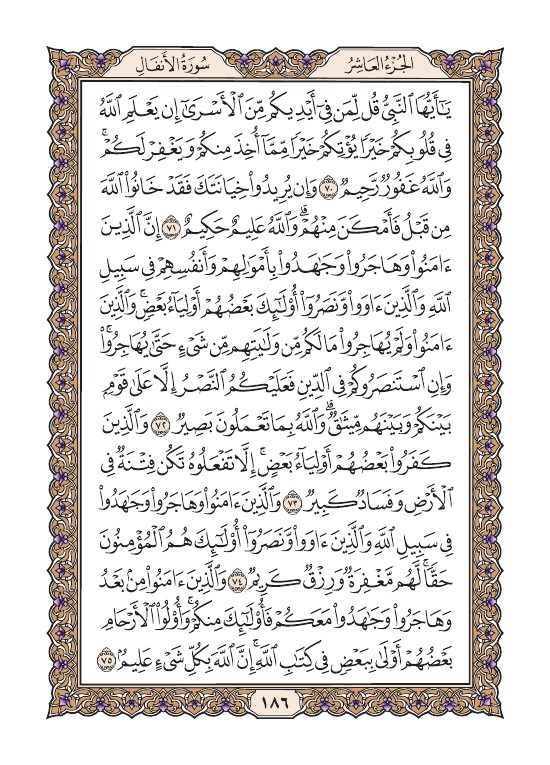 الجُزْءُ العَاشِرُ
سُورَةُ الأَنفَالِ
يَٰٓأَيُّهَا ٱلنَّبِيُّ قُل لِّمَن فِيٓ أَيۡدِيكُم مِّنَ ٱلۡأَسۡرَىٰٓ إِن يَعۡلَمِ ٱللَّهُ
فِي قُلُوبِكُمۡ خَيۡرٗا يُؤۡتِكُمۡ خَيۡرٗا مِّمَّآ أُخِذَ مِنكُمۡ وَيَغۡفِرۡ لَكُمۡۚ
وَٱللَّهُ غَفُورٞ رَّحِيمٞ ٧٠ وَإِن يُرِيدُواْ خِيَانَتَكَ فَقَدۡ خَانُواْ ٱللَّهَ
مِن قَبۡلُ فَأَمۡكَنَ مِنۡهُمۡۗ وَٱللَّهُ عَلِيمٌ حَكِيمٌ ٧١ إِنَّ ٱلَّذِينَ
ءَامَنُواْ وَهَاجَرُواْ وَجَٰهَدُواْ بِأَمۡوَٰلِهِمۡ وَأَنفُسِهِمۡ فِي سَبِيلِ
ٱللَّهِ وَٱلَّذِينَ ءَاوَواْ وَّنَصَرُوٓاْ أُوْلَٰٓئِكَ بَعۡضُهُمۡ أَوۡلِيَآءُ بَعۡضٖۚ وَٱلَّذِينَ
ءَامَنُواْ وَلَمۡ يُهَاجِرُواْ مَا لَكُم مِّن وَلَٰيَتِهِم مِّن شَيۡءٍ حَتَّىٰ يُهَاجِرُواْۚ
وَإِنِ ٱسۡتَنصَرُوكُمۡ فِي ٱلدِّينِ فَعَلَيۡكُمُ ٱلنَّصۡرُ إِلَّا عَلَىٰ قَوۡمِۭ
بَيۡنَكُمۡ وَبَيۡنَهُم مِّيثَٰقٞۗ وَٱللَّهُ بِمَا تَعۡمَلُونَ بَصِيرٞ ٧٢ وَٱلَّذِينَ
كَفَرُواْ بَعۡضُهُمۡ أَوۡلِيَآءُ بَعۡضٍۚ إِلَّا تَفۡعَلُوهُ تَكُن فِتۡنَةٞ فِي
ٱلۡأَرۡضِ وَفَسَادٞ كَبِيرٞ ٧٣ وَٱلَّذِينَ ءَامَنُواْ وَهَاجَرُواْ وَجَٰهَدُواْ
فِي سَبِيلِ ٱللَّهِ وَٱلَّذِينَ ءَاوَواْ وَّنَصَرُوٓاْ أُوْلَٰٓئِكَ هُمُ ٱلۡمُؤۡمِنُونَ
حَقّٗاۚ لَّهُم مَّغۡفِرَةٞ وَرِزۡقٞ كَرِيمٞ ٧٤ وَٱلَّذِينَ ءَامَنُواْ مِنۢ بَعۡدُ
وَهَاجَرُواْ وَجَٰهَدُواْ مَعَكُمۡ فَأُوْلَٰٓئِكَ مِنكُمۡۚ وَأُوْلُواْ ٱلۡأَرۡحَامِ
بَعۡضُهُمۡ أَوۡلَىٰ بِبَعۡضٖ فِي كِتَٰبِ ٱللَّهِۚ إِنَّ ٱللَّهَ بِكُلِّ شَيۡءٍ عَلِيمُۢ ٧٥
١٨٦